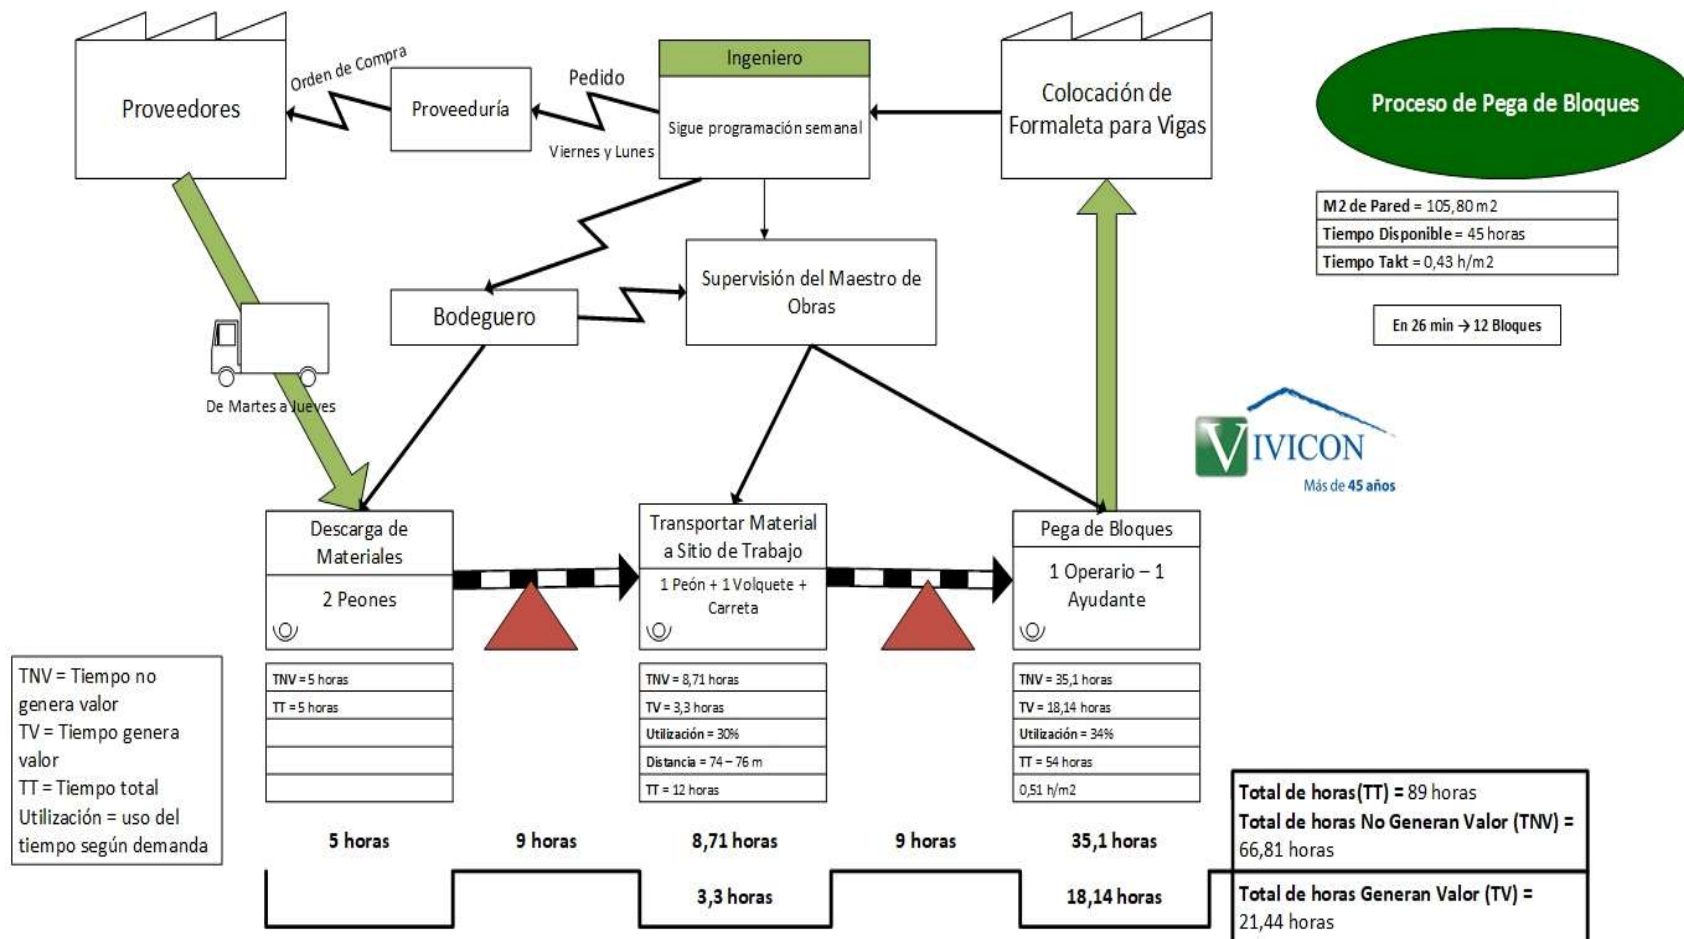 Proveedores
Orden de Compra
Proveeduría
Pedido
Viernes y Lunes
Ingeniero
Sigue programación semanal
Colocación de
Formaleta para Vigas
Proceso de Pega de Bloques
M2 de Pared = 105,80 m2
Tiempo Disponible = 45 horas
Tiempo Takt = 0,43 h/m2
En 26 min → 12 Bloques
Bodeguero
Supervisión del Maestro de
Obras
De Martes a Jueves
VIVICON
Más de 45 años
Descarga de
Materiales
2 Peones
Transportar Material
a Sitio de Trabajo
1 Peón + 1 Volquete +
Carreta
Pega de Bloques
1 Operario – 1
Ayudante
TNV = Tiempo no
genera valor
TV = Tiempo genera
valor
TT = Tiempo total
Utilización = uso del
tiempo según demanda
TNV = 5 horas
TT = 5 horas
TNV = 8,71 horas
TV = 3,3 horas
Utilización = 30%
Distancia = 74 – 76 m
TT = 12 horas
TNV = 35,1 horas
TV = 18,14 horas
Utilización = 34%
TT = 54 horas
0,51 h/m2
5 horas
9 horas
8,71 horas
9 horas
35,1 horas
3,3 horas
18,14 horas
Total de horas(TT) = 89 horas
Total de horas No Generan Valor (TNV) =
66,81 horas
Total de horas Generan Valor (TV) =
21,44 horas